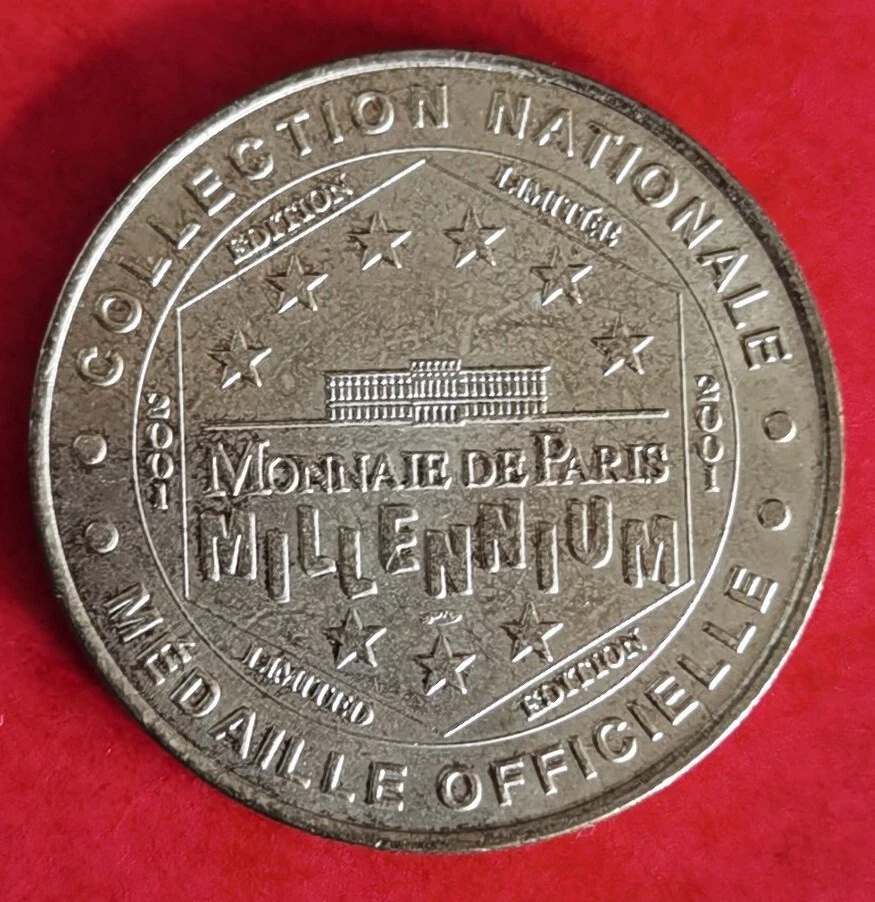 COLLECTION NATIONALE
EDITION
LIMITÉE
2001
2001
MONNAIE DE PARIS
MILLENNIUM
LIMITED
EDITION
MÉDAILLE OFFICIELLE